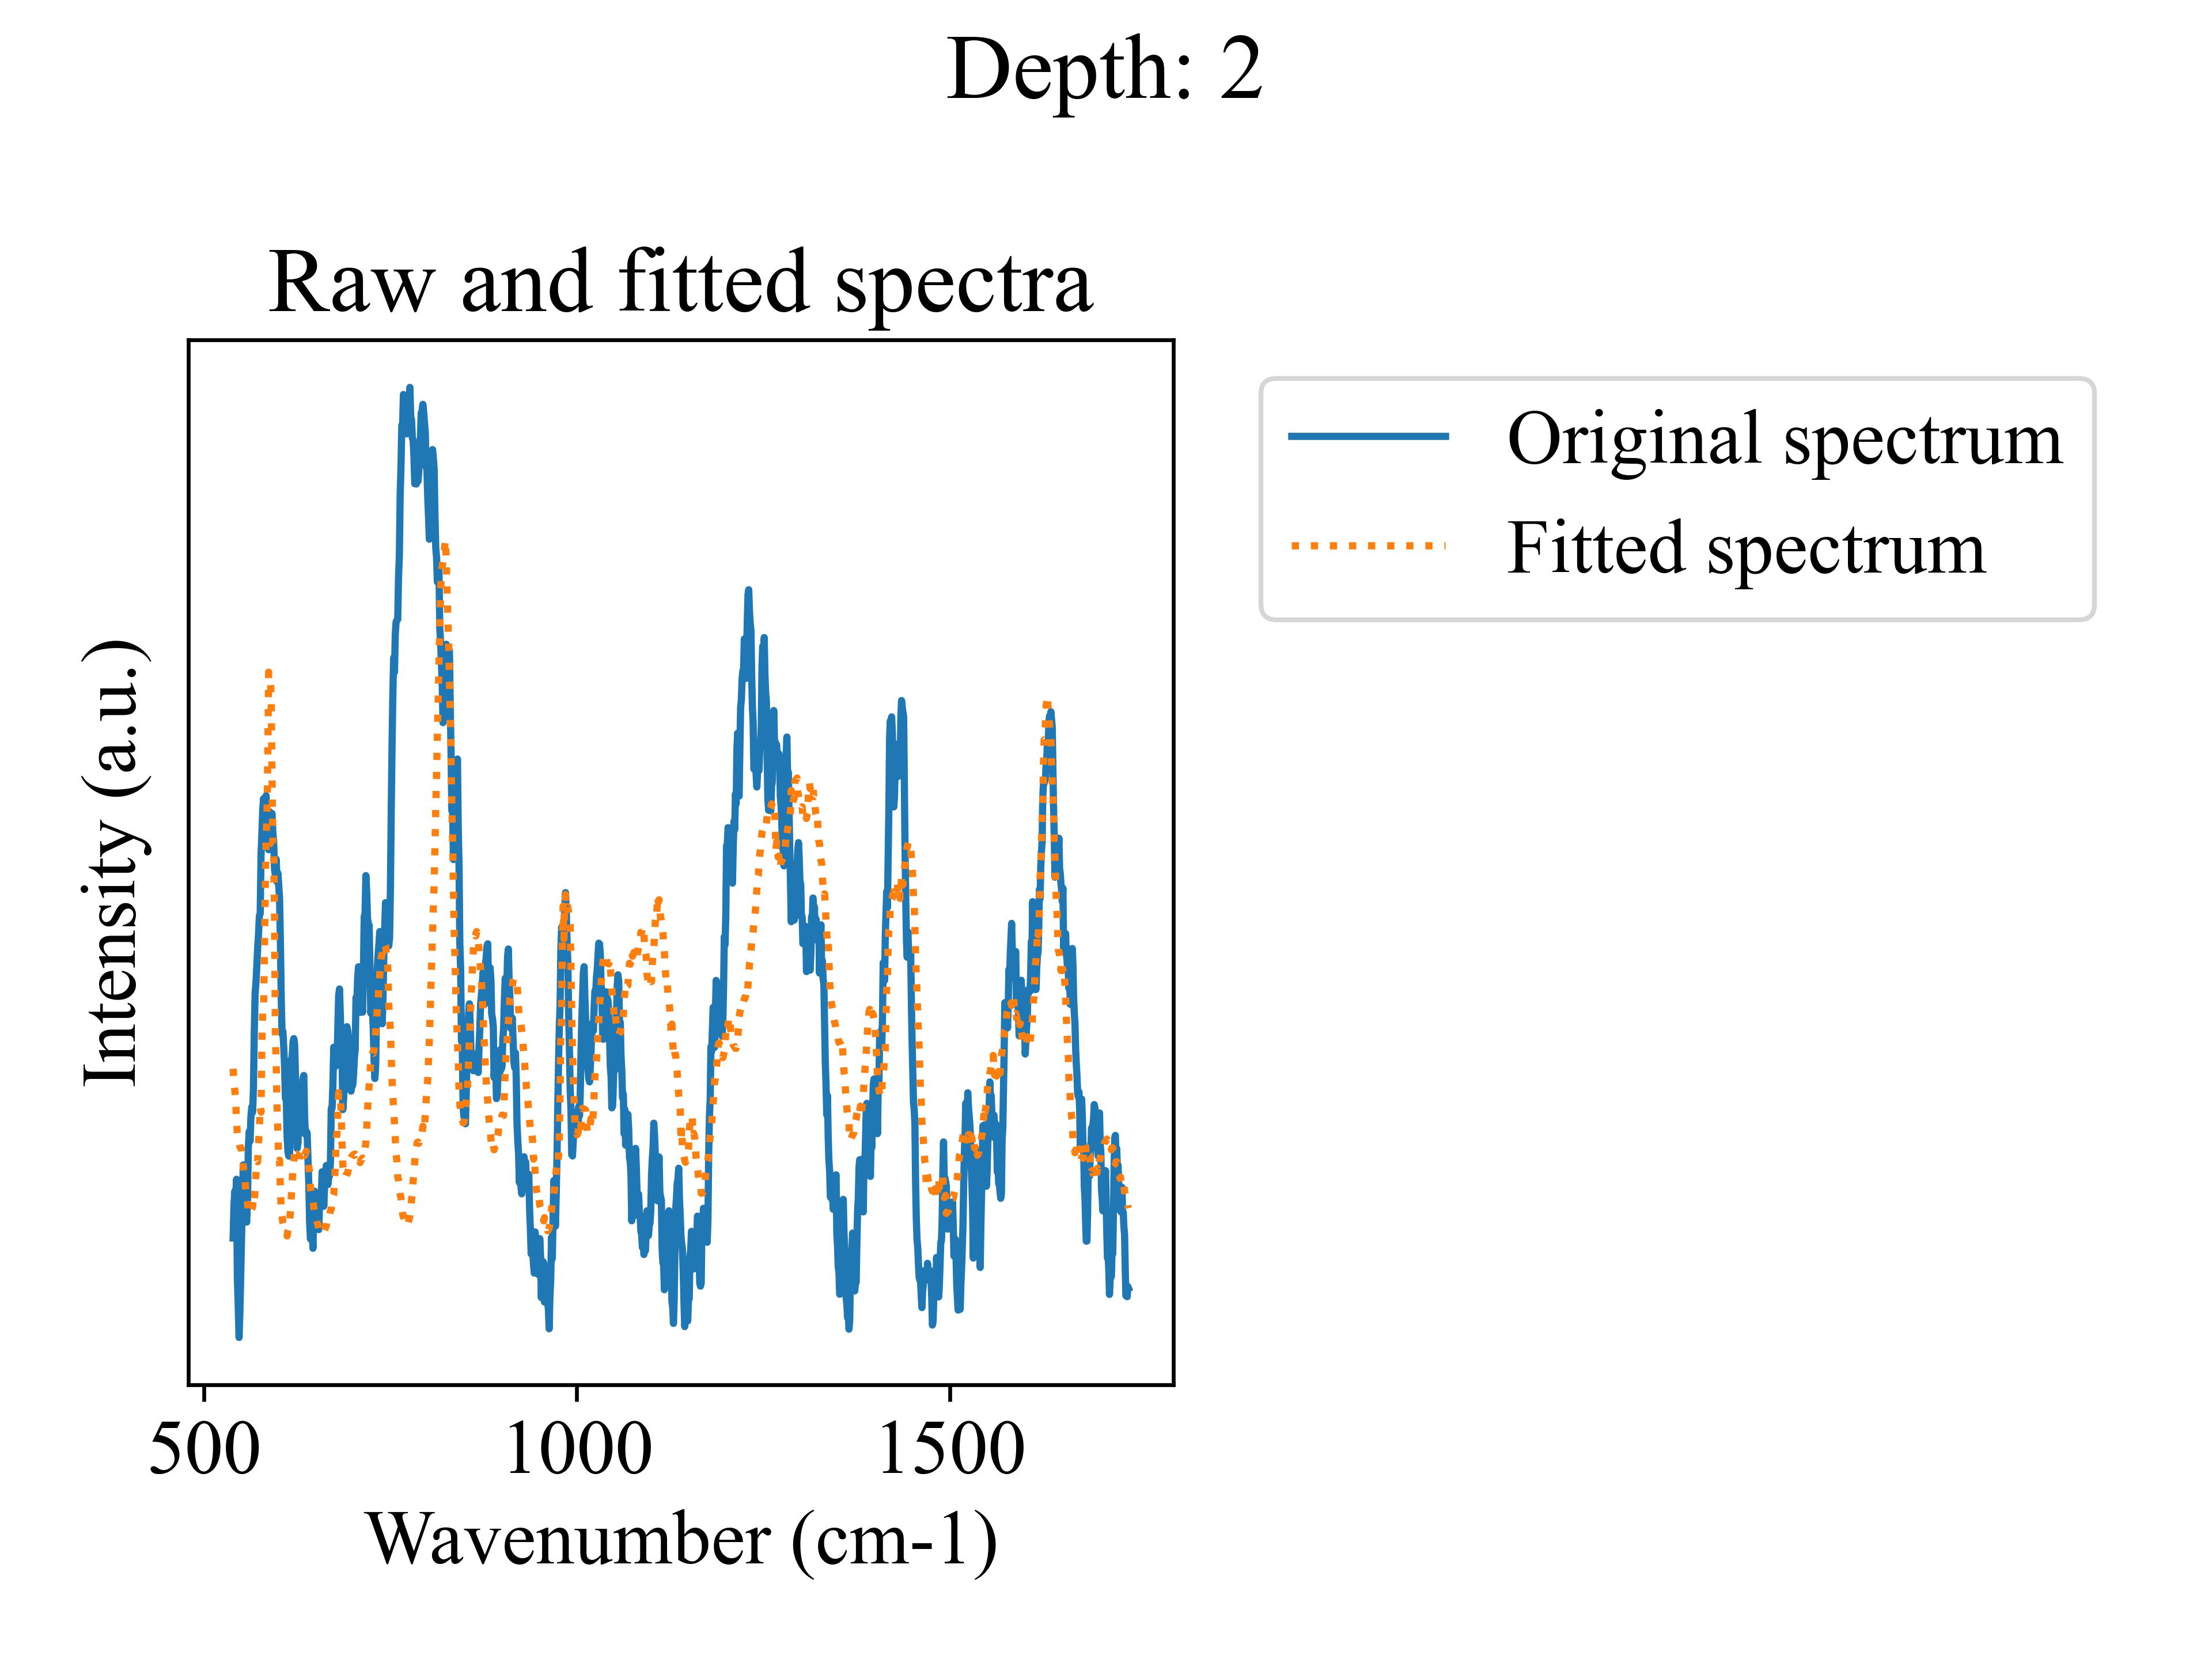 Depth: 2
Raw and fitted spectra
Original spectrum
Fitted spectrum
Intensity (a.u.)
500 1000 1500
Wavenumber (cm-1)